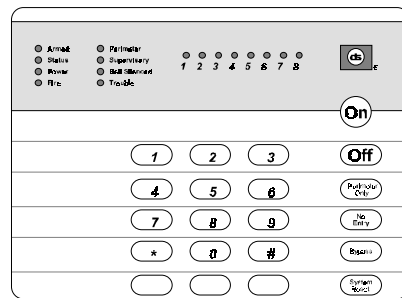 Armed Perimeter
Status Supervisory
Power Bell Silenced
Fire Trouble
1 2 3 4 5 6 7 8
ds
On
1 2 3 Off
4 5 6 Perimeter Only
7 8 9 No Entry
* 0 # Bypass
System Reset